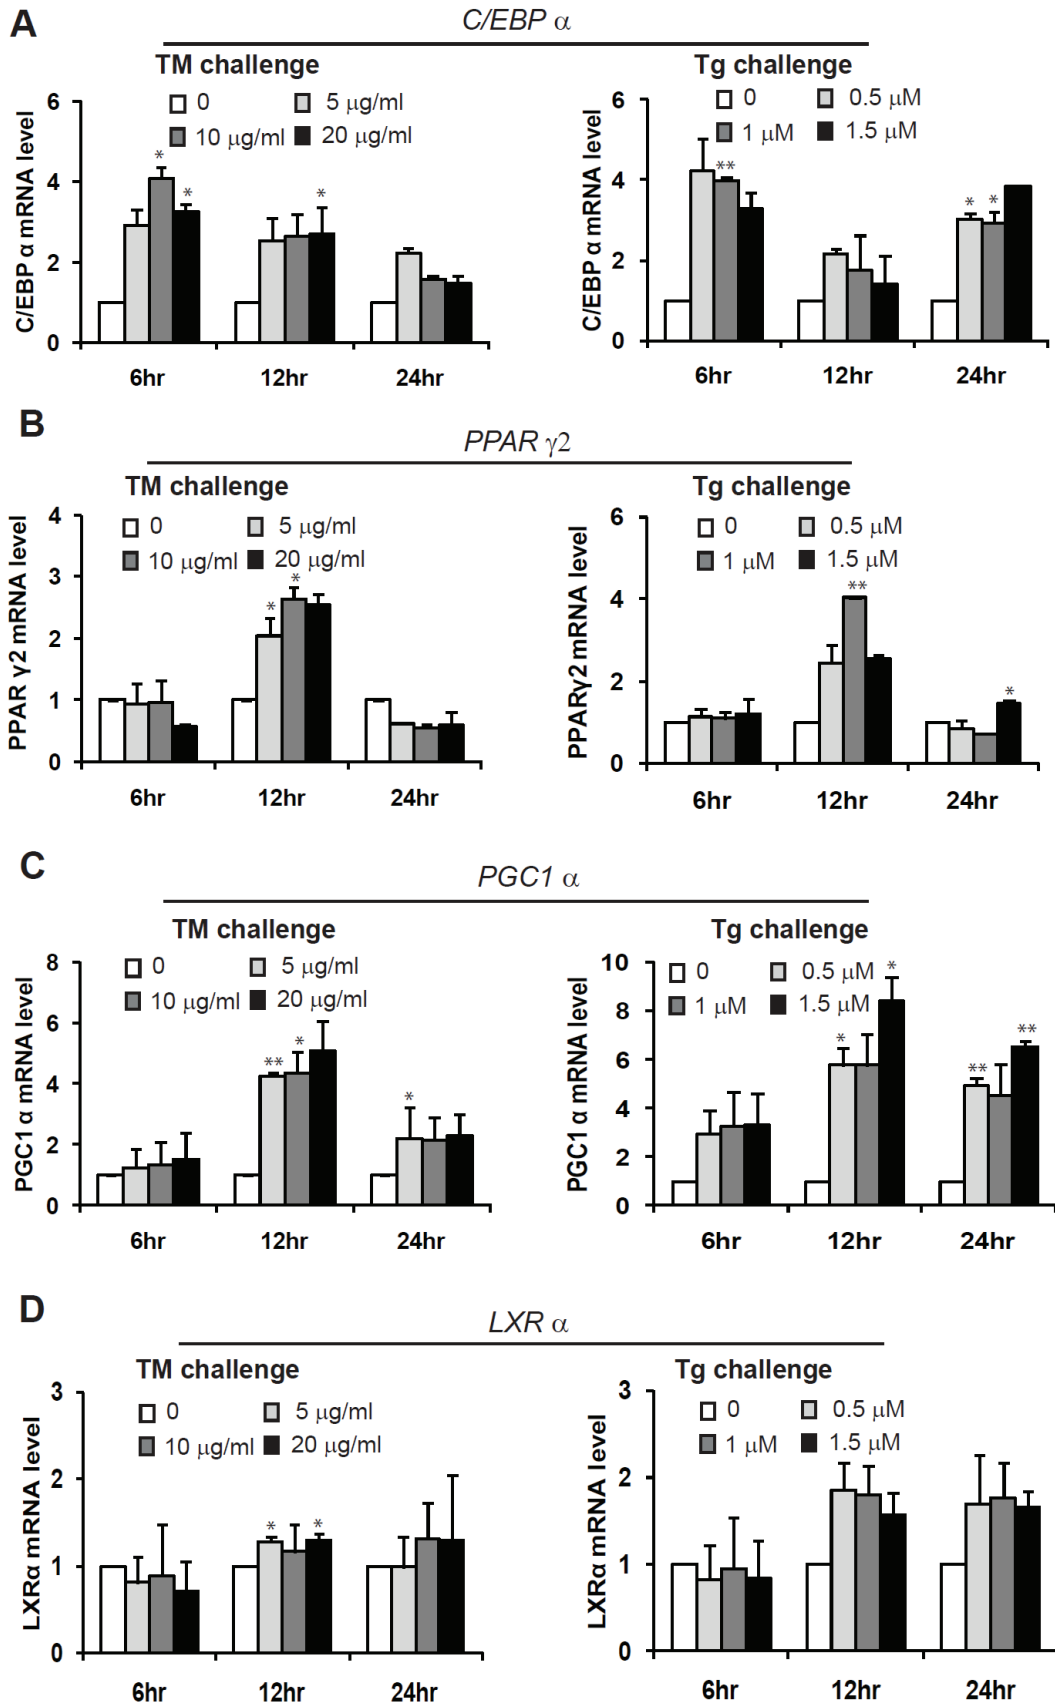 A
C/EBP α
TM challenge
0
5 μg/ml
10 μg/ml
20 μg/ml
C/EBP α mRNA level
6
4
2
0
*
*
*
6hr
12hr
24hr
Tg challenge
0
0.5 μM
1 μM
1.5 μM
C/EBP α mRNA level
6
4
2
0
**
*
*
6hr
12hr
24hr
B
PPAR γ2
TM challenge
0
5 μg/ml
10 μg/ml
20 μg/ml
PPAR γ2 mRNA level
4
3
2
1
0
*
*
6hr
12hr
24hr
Tg challenge
0
0.5 μM
1 μM
1.5 μM
PPARγ2 mRNA level
6
4
2
0
**
*
6hr
12hr
24hr
C
PGC1 α
TM challenge
0
5 μg/ml
10 μg/ml
20 μg/ml
PGC1 α mRNA level
8
6
4
2
0
**
*
*
6hr
12hr
24hr
Tg challenge
0
0.5 μM
1 μM
1.5 μM
PGC1 α mRNA level
10
8
6
4
2
0
*
*
**
**
6hr
12hr
24hr
D
LXR α
TM challenge
0
5 μg/ml
10 μg/ml
20 μg/ml
LXRα mRNA level
3
2
1
0
*
*
6hr
12hr
24hr
Tg challenge
0
0.5 μM
1 μM
1.5 μM
LXRα mRNA level
3
2
1
0
6hr
12hr
24hr